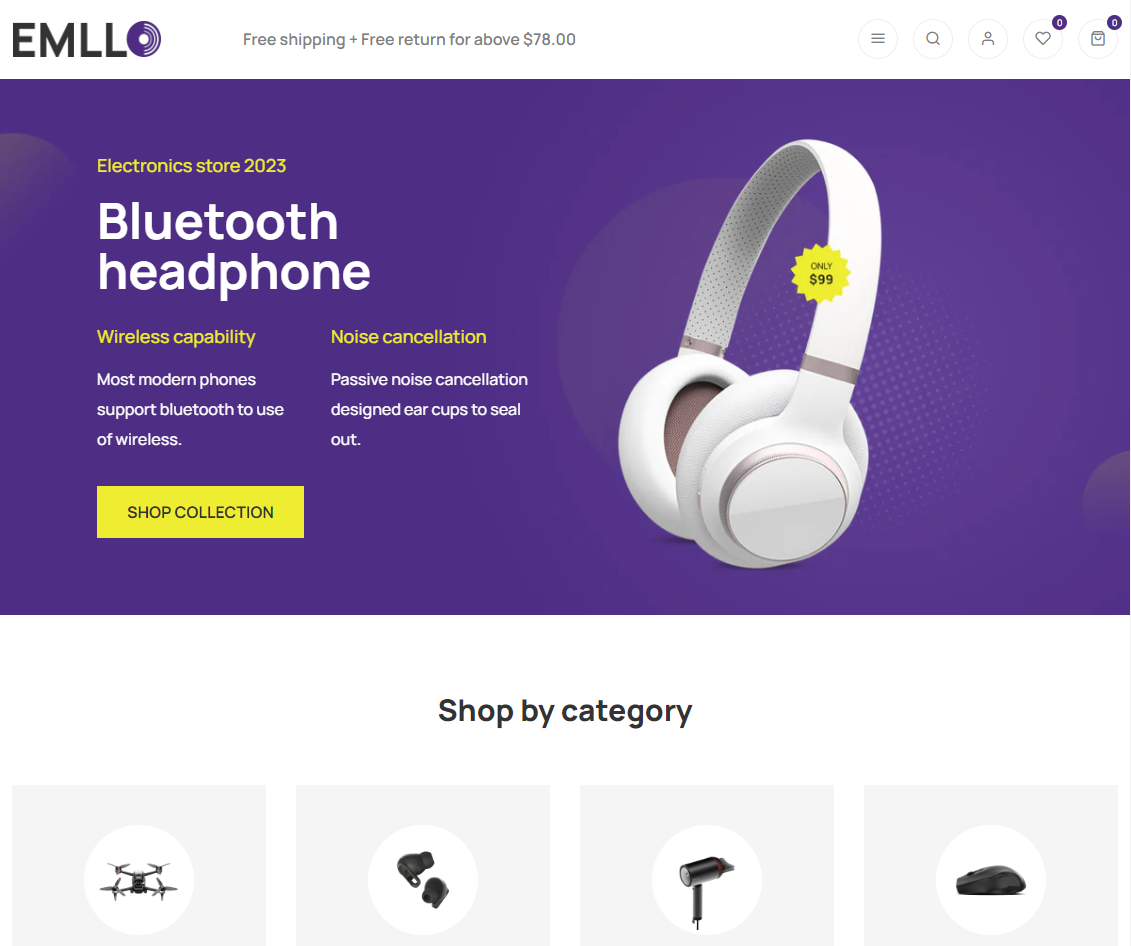 EMLLO
Free shipping + Free return for above $78.00
0
0
Electronics store 2023
Bluetooth
headphone
Wireless capability
Most modern phones
support bluetooth to use
of wireless.
Noise cancellation
Passive noise cancellation
designed ear cups to seal
out.
SHOP COLLECTION
ONLY
$99
Shop by category